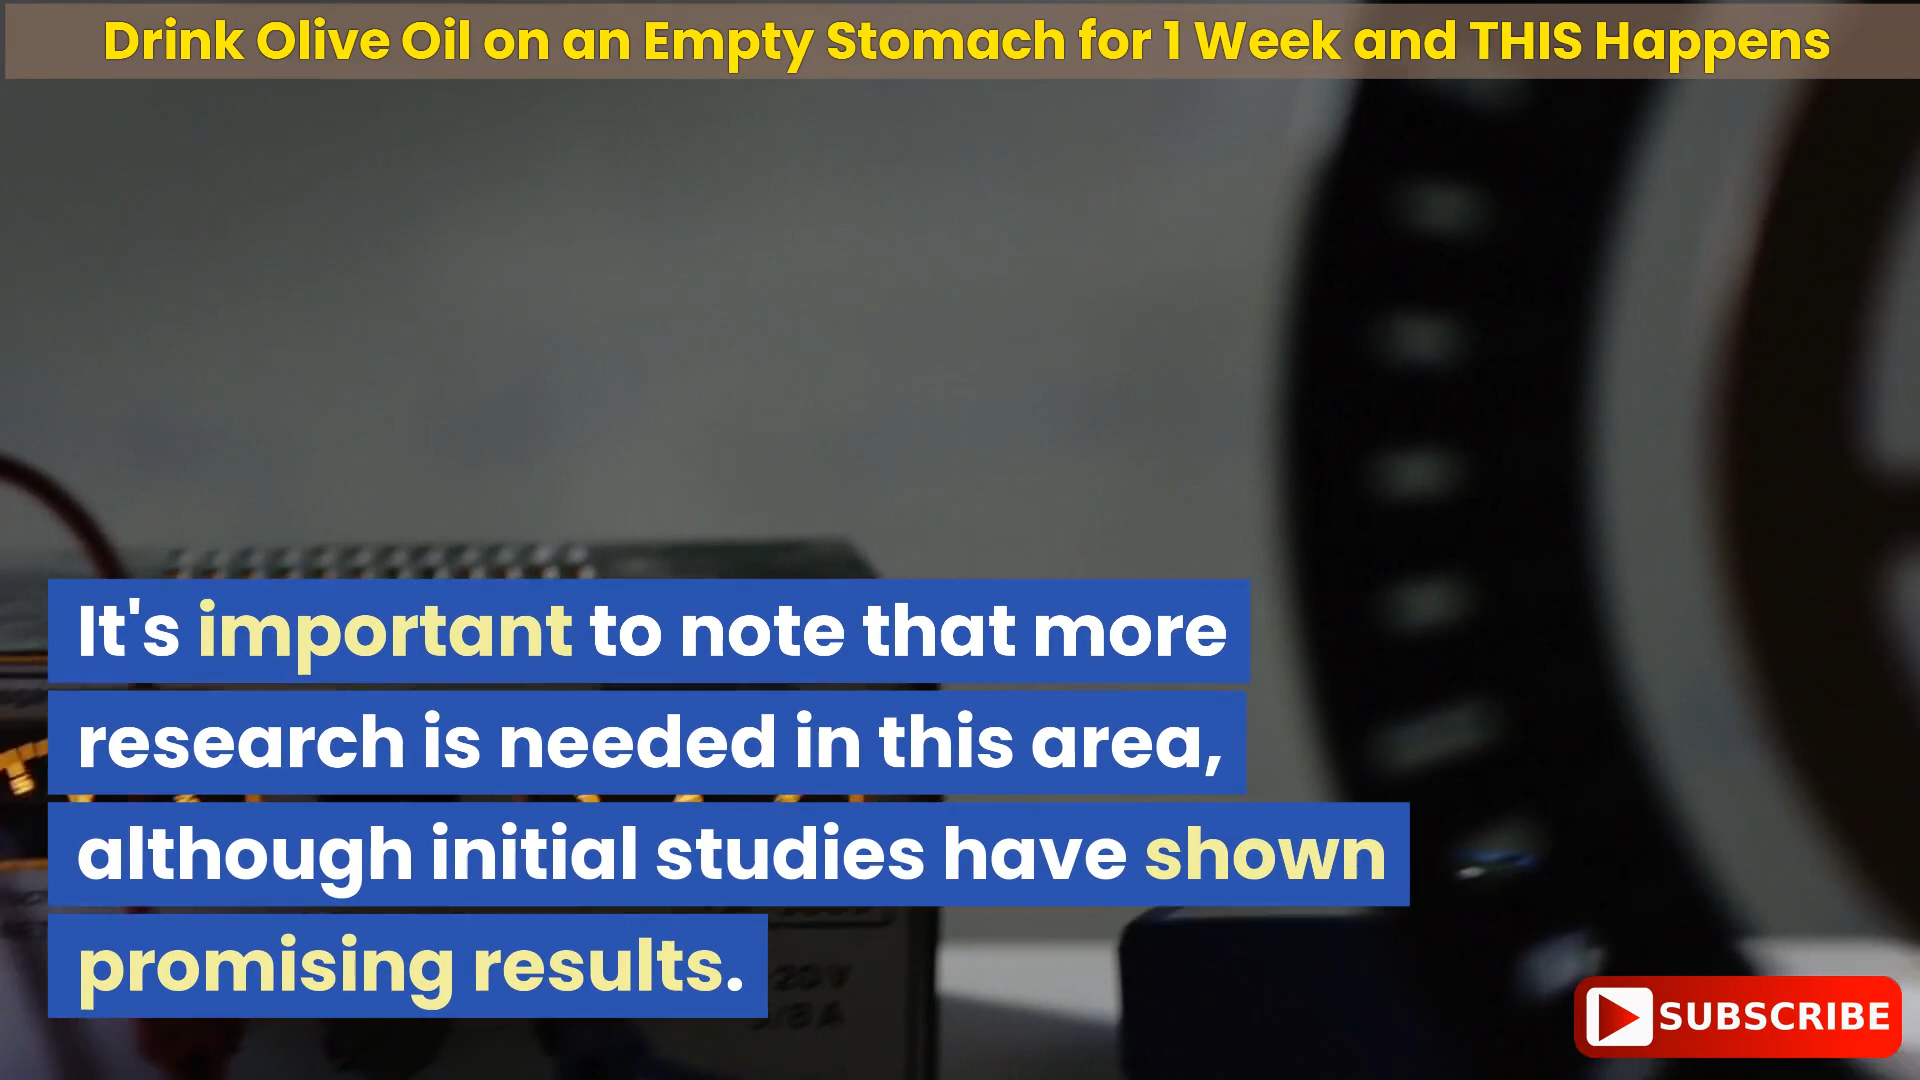 Drink Olive Oil on an Empty Stomach for 1 Week and THIS Happens
It's important to note that more
research is needed in this area,
although initial studies have shown
promising results.
SUBSCRIBE